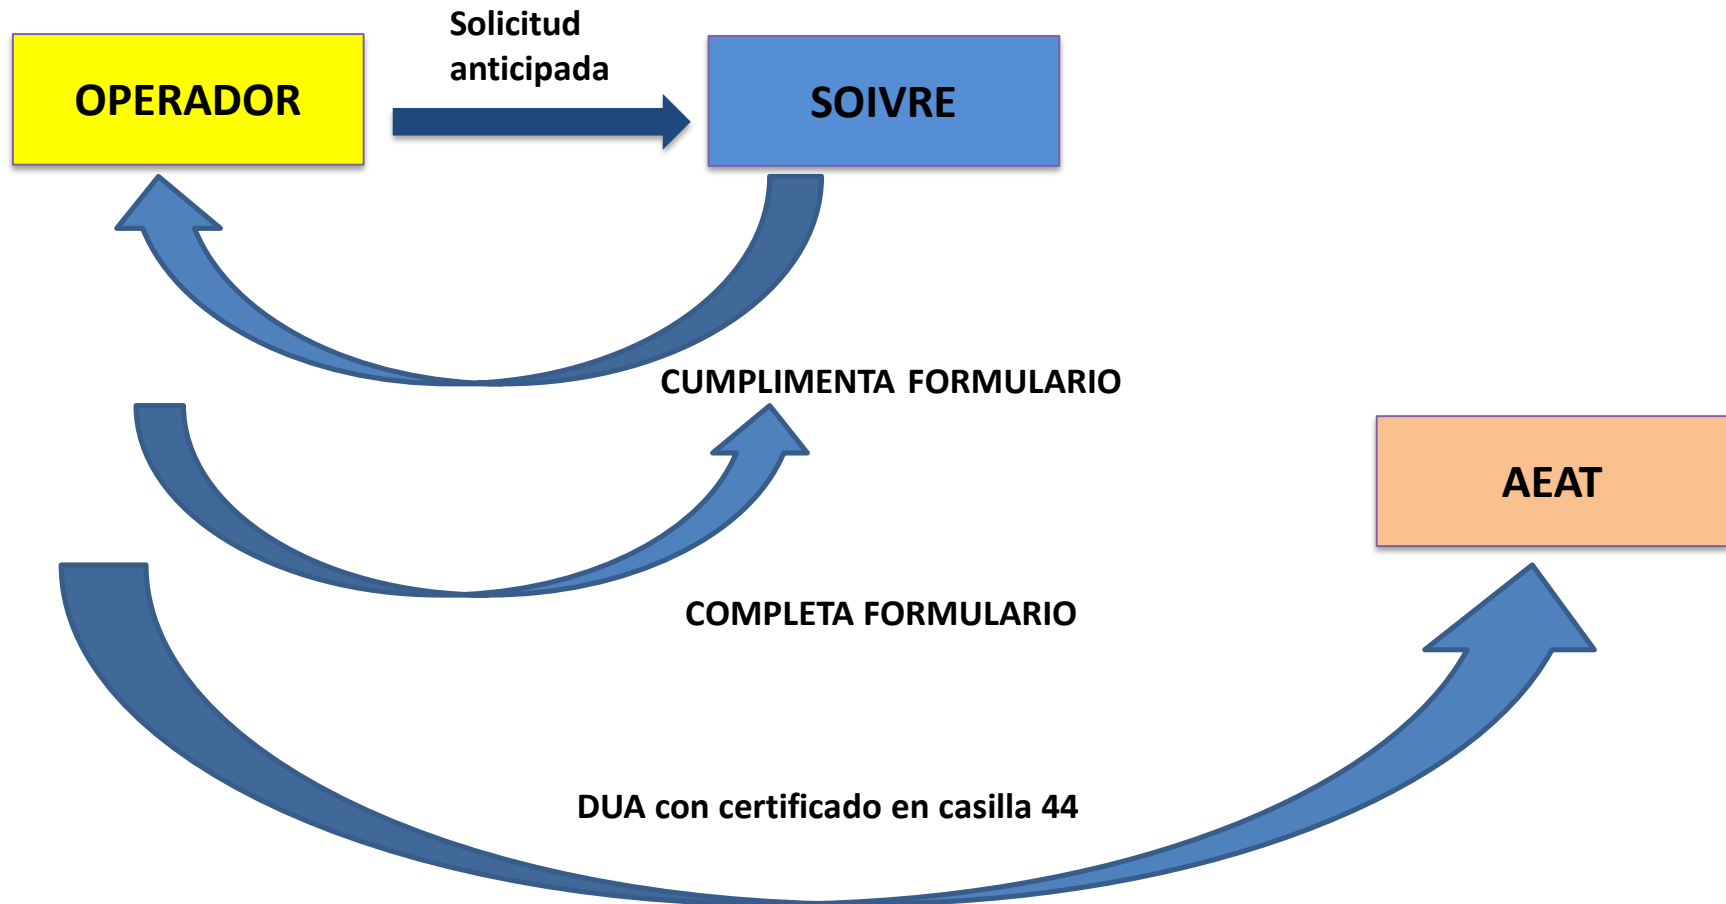 Solicitud
anticipada
OPERADOR
SOIVRE
CUMPLIMENTA FORMULARIO
AEAT
COMPLETA FORMULARIO
DUA con certificado en casilla 44